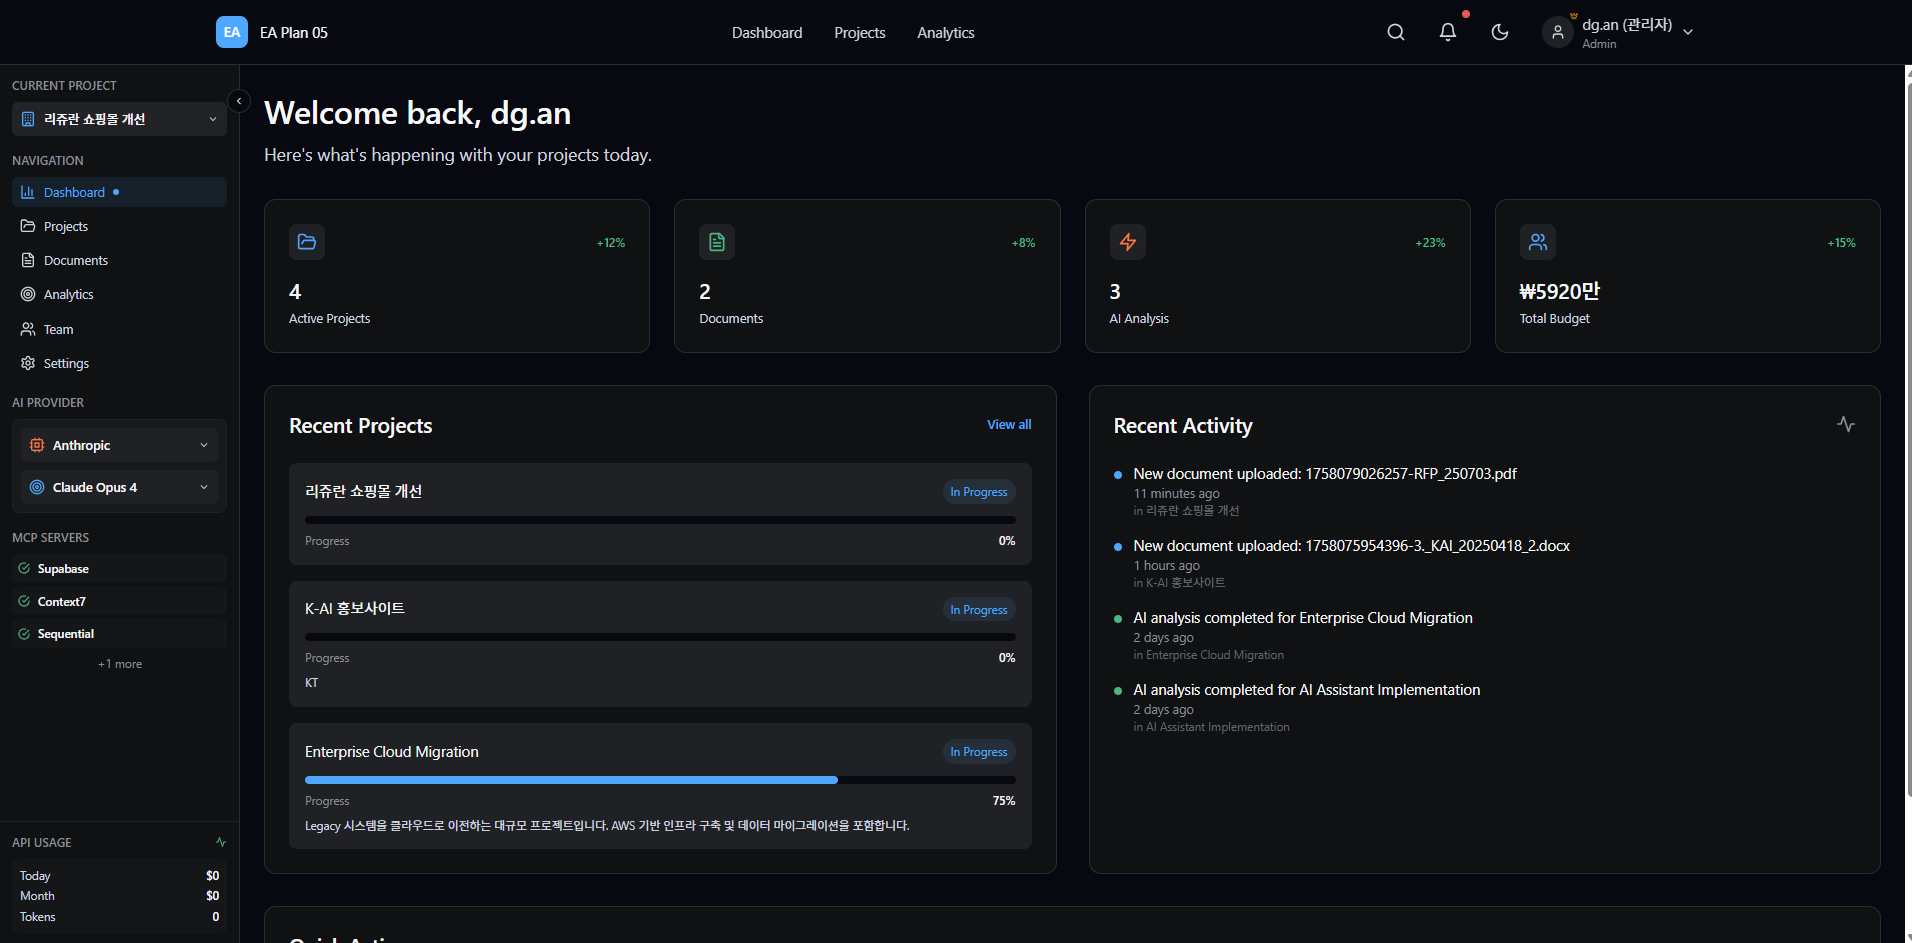 EA
EA Plan 05
Dashboard
Projects
Analytics
dg.an (관리자)
Admin
CURRENT PROJECT
리쥬란 쇼핑몰 개선
NAVIGATION
Dashboard
Projects
Documents
Analytics
Team
Settings
AI PROVIDER
Anthropic
Claude Opus 4
MCP SERVERS
Supabase
Context7
Sequential
+1 more
API USAGE
Today $0
Month $0
Tokens 0
Welcome back, dg.an
Here's what's happening with your projects today.
+12%
4
Active Projects
+8%
2
Documents
+23%
3
AI Analysis
+15%
₩5920만
Total Budget
Recent Projects
View all
리쥬란 쇼핑몰 개선
In Progress
Progress 0%
K-AI 홍보사이트
In Progress
Progress 0%
KT
Enterprise Cloud Migration
In Progress
Progress 75%
Legacy 시스템을 클라우드로 이전하는 대규모 프로젝트입니다. AWS 기반 인프라 구축 및 데이터 마이그레이션을 포함합니다.
Recent Activity
New document uploaded: 1758079026257-RFP_250703.pdf
11 minutes ago
in 리쥬란 쇼핑몰 개선
New document uploaded: 1758075954396-3._KAI_20250418_2.docx
1 hours ago
in K-AI 홍보사이트
AI analysis completed for Enterprise Cloud Migration
2 days ago
in Enterprise Cloud Migration
AI analysis completed for AI Assistant Implementation
2 days ago
in AI Assistant Implementation